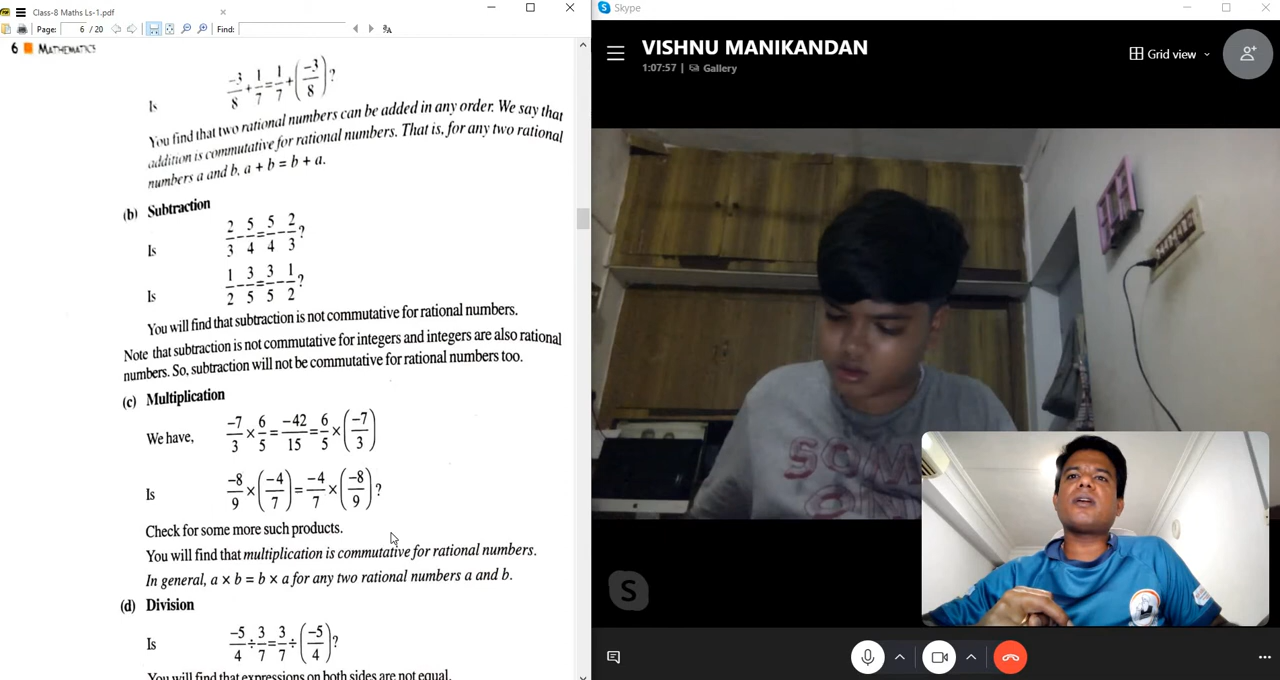 Class-8 Maths Ls-1.pdf
Page: 6 / 20 Find:
6 MATHEMATICS
Is -3/8 + 1/7 = 1/7 + (-3/8)?
You find that two rational numbers can be added in any order. We say that
addition is commutative for rational numbers. That is, for any two rational
numbers a and b, a + b = b + a.
(b) Subtraction
Is 2/3 - 5/4 = 5/4 - 2/3?
Is 1/2 - 3/5 = 3/5 - 1/2?
You will find that subtraction is not commutative for rational numbers.
Note that subtraction is not commutative for integers and integers are also rational
numbers. So, subtraction will not be commutative for rational numbers too.
(c) Multiplication
We have, -7/3 × 6/5 = -42/15 = 6/5 × (-7/3)
Is -8/9 × (-4/7) = -4/7 × (-8/9)?
Check for some more such products.
You will find that multiplication is commutative for rational numbers.
In general, a × b = b × a for any two rational numbers a and b.
(d) Division
Is -5/4 ÷ 3/7 = 3/7 ÷ (-5/4)?
You will find that expressions on both sides are not equal.
Skype
VISHNU MANIKANDAN
1:07:57 | Gallery
Grid view
SOM
ON
S